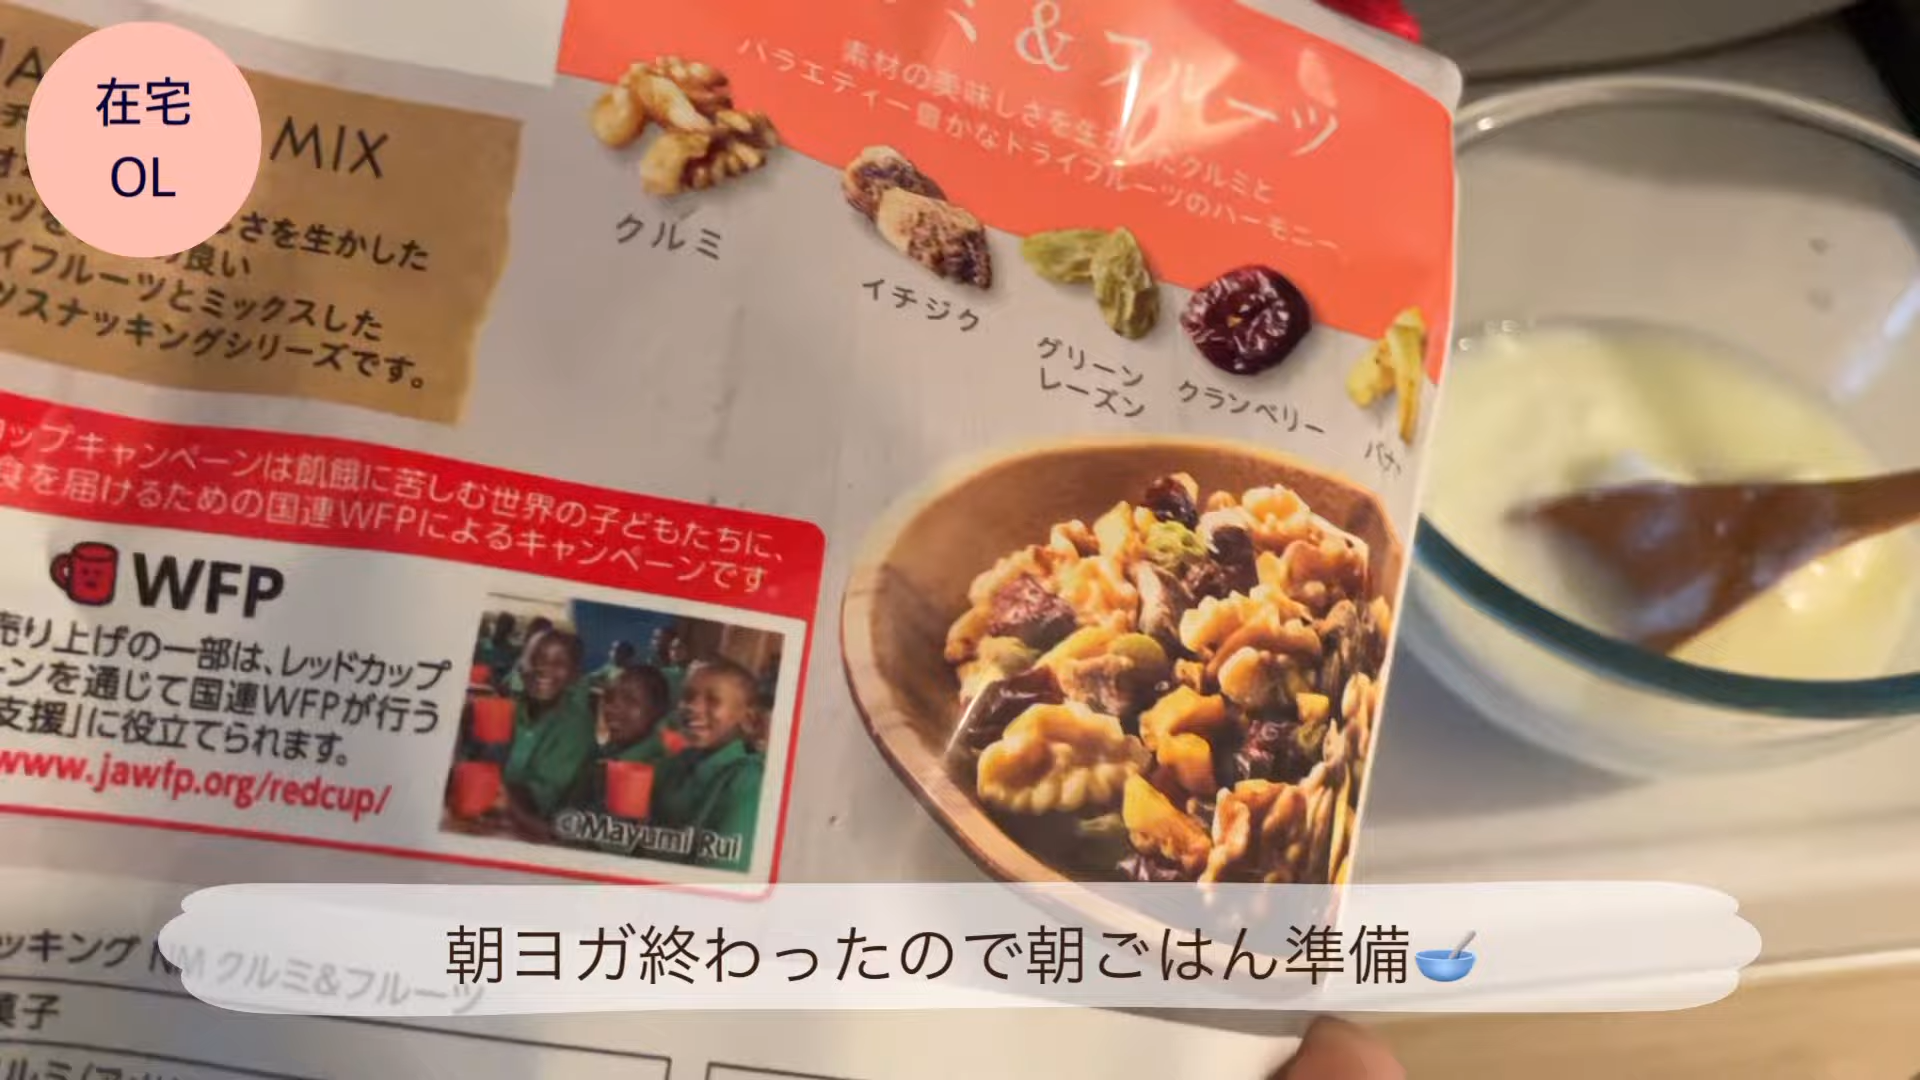 在宅
OL
MIX
さを生かした
良い
イフルーツとミックスした
ツスナッキングシリーズです。
ミ&フルーツ
素材の美味しさを生かしたクルミと
バラエティー豊かなドライフルーツのハーモニー。
クルミ
イチジク
グリーン
レーズン
クランベリー
バナ
ップキャンペーンは飢餓に苦しむ世界の子どもたちに、
食を届けるための国連WFPによるキャンペーンです。
WFP
売り上げの一部は、レッドカップ
ーンを通じて国連WFPが行う
支援」に役立てられます。
www.jawfp.org/redcup/
©Mayumi Rui
朝ヨガ終わったので朝ごはん準備🥣
ッキング NM クルミ&フルーツ
菓子